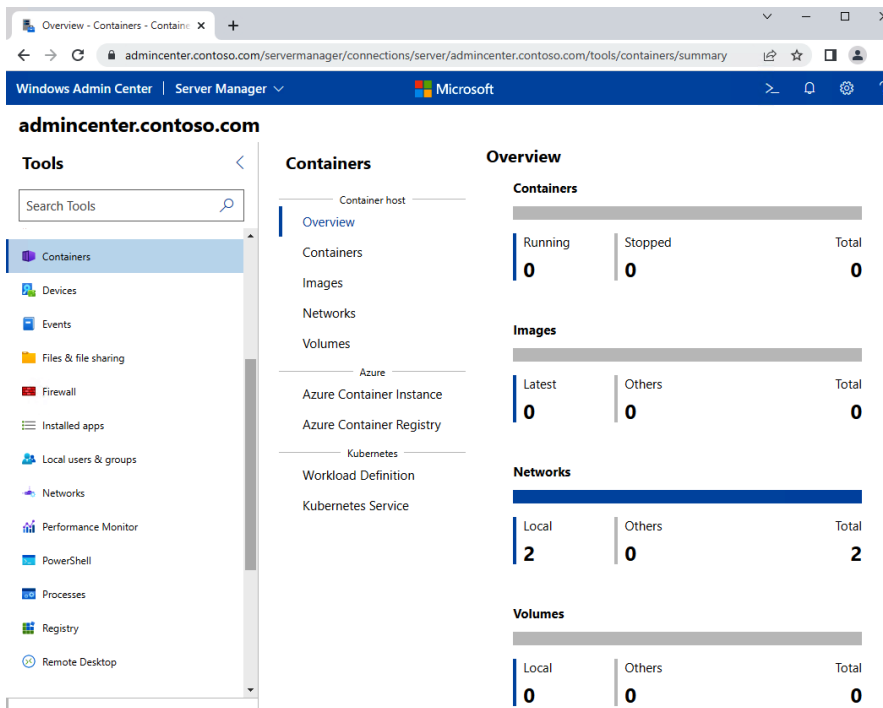 Overview - Containers - Containe
admincenter.contoso.com/servermanager/connections/server/admincenter.contoso.com/tools/containers/summary
Windows Admin Center | Server Manager
Microsoft
admincenter.contoso.com
Tools
Search Tools
Containers
Devices
Events
Files & file sharing
Firewall
Installed apps
Local users & groups
Networks
Performance Monitor
PowerShell
Processes
Registry
Remote Desktop
Containers
Container host
Overview
Containers
Images
Networks
Volumes
Azure
Azure Container Instance
Azure Container Registry
Kubernetes
Workload Definition
Kubernetes Service
Overview
Containers
Running Stopped Total
0 0 0
Images
Latest Others Total
0 0 0
Networks
Local Others Total
2 0 2
Volumes
Local Others Total
0 0 0